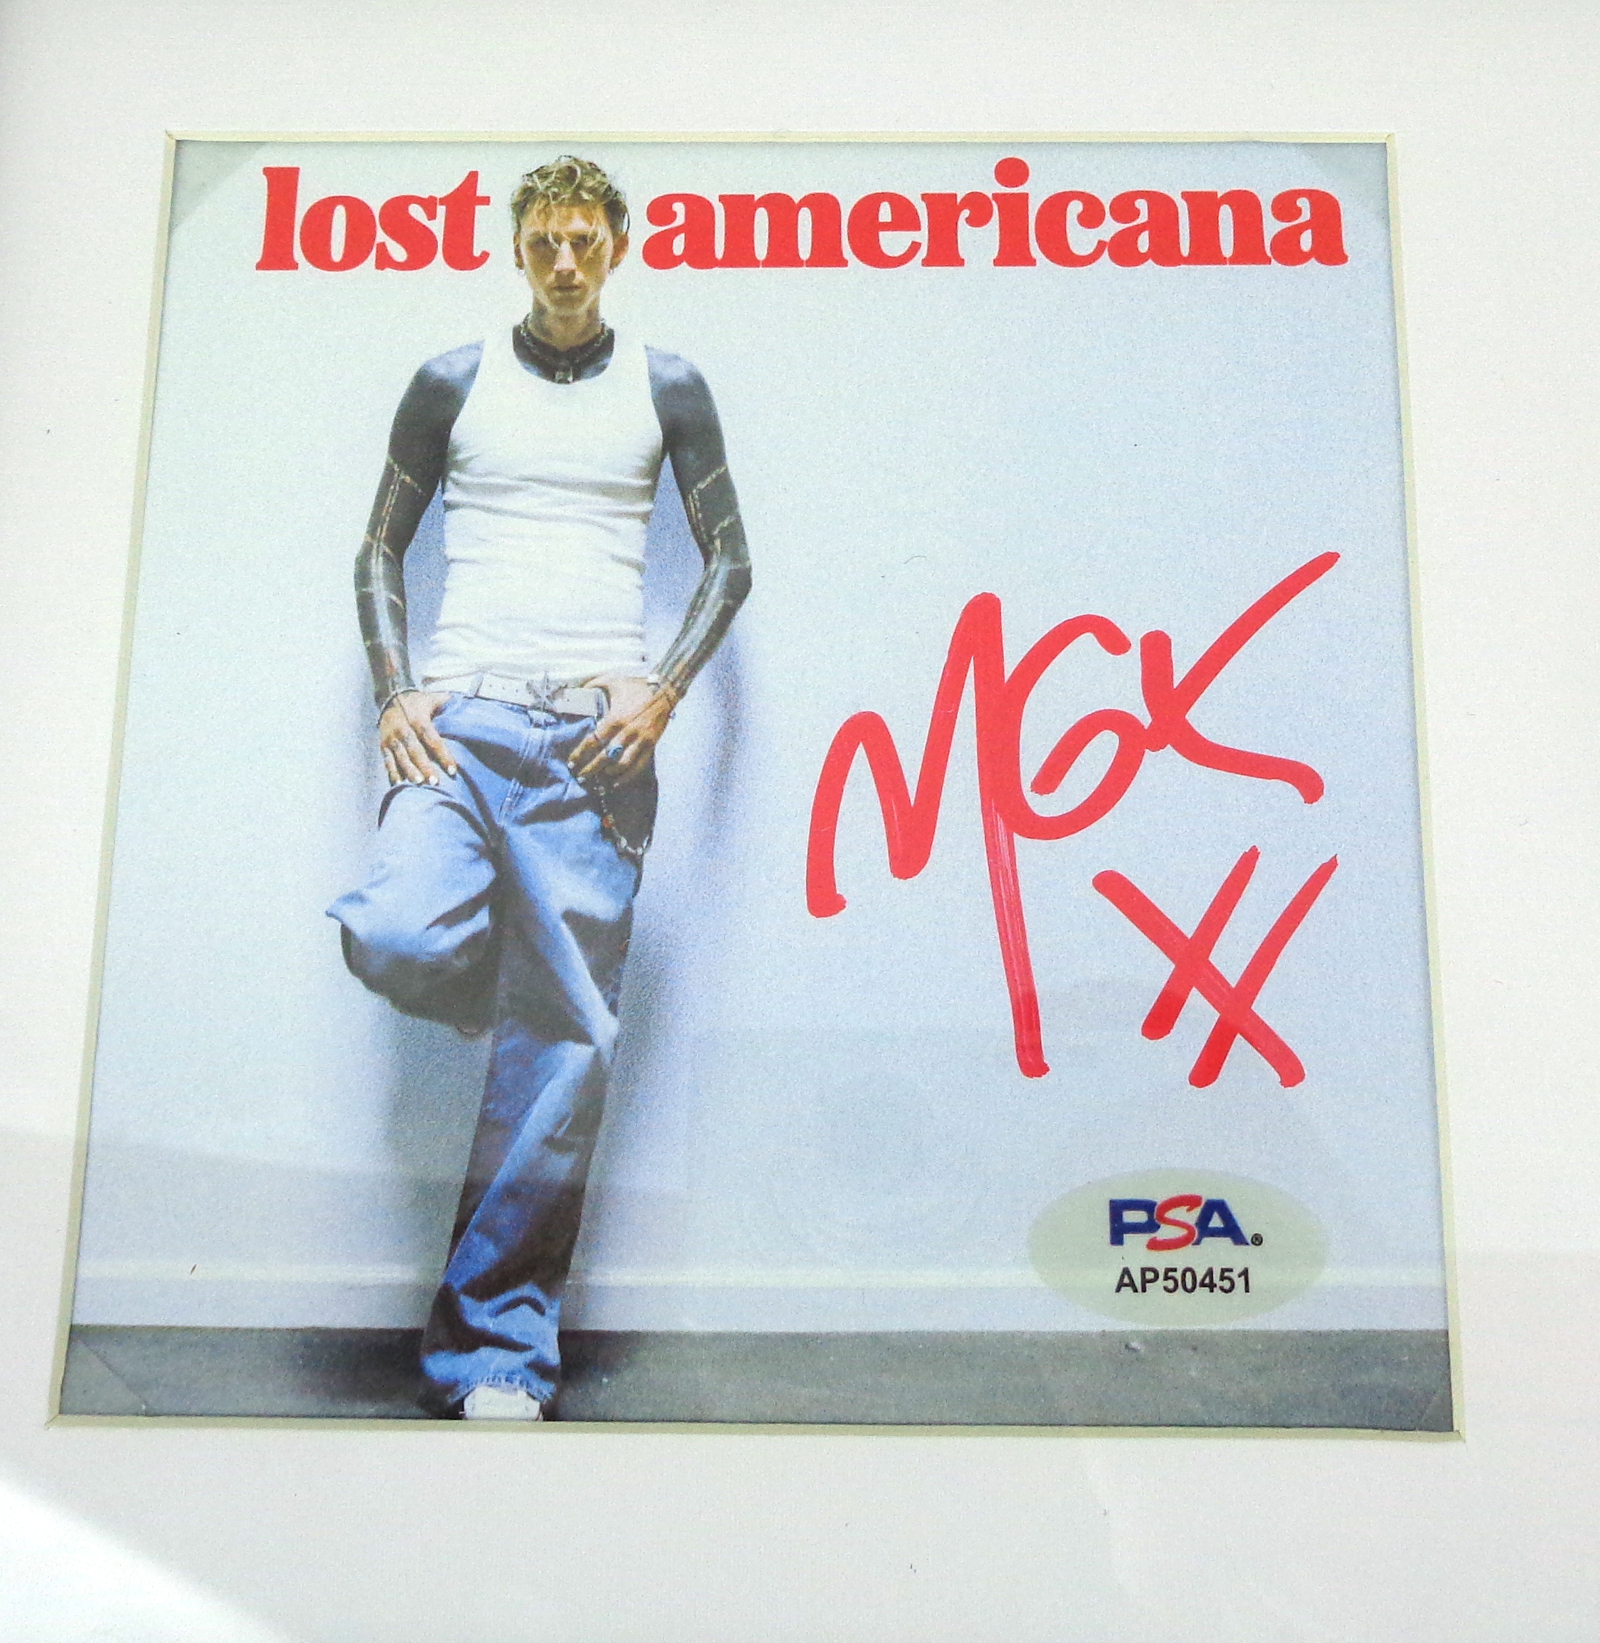 lost americana
MGK
XX
PSA®
AP50451